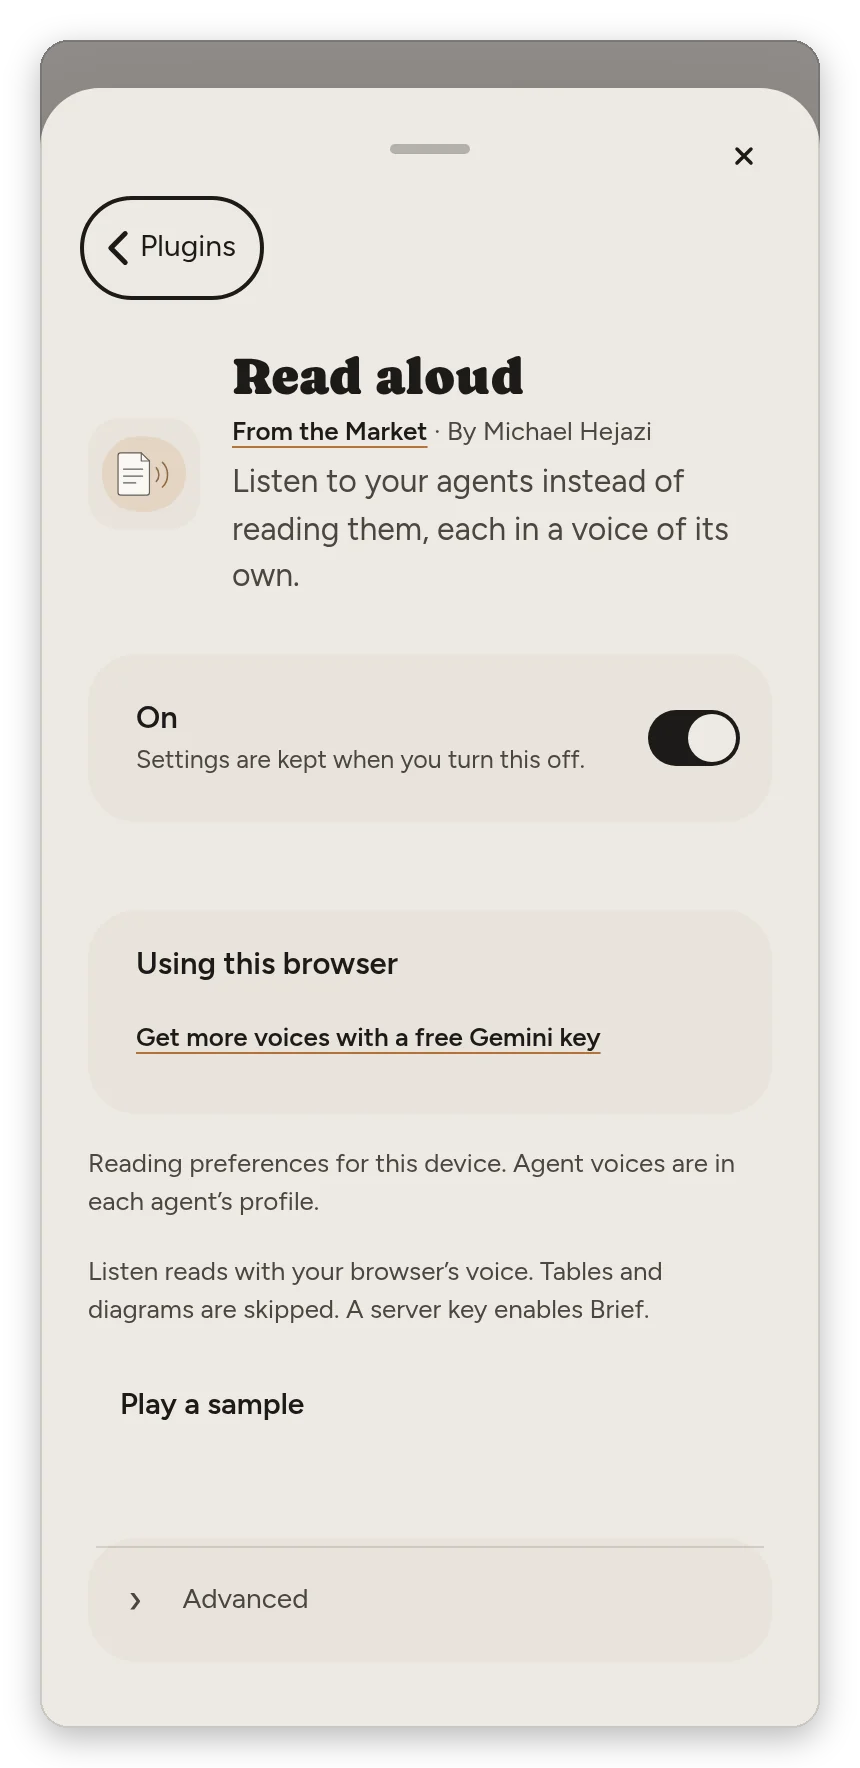 Plugins
Read aloud
From the Market · By Michael Hejazi
Listen to your agents instead of
reading them, each in a voice of its
own.
On
Settings are kept when you turn this off.
Using this browser
Get more voices with a free Gemini key
Reading preferences for this device. Agent voices are in
each agent’s profile.
Listen reads with your browser’s voice. Tables and
diagrams are skipped. A server key enables Brief.
Play a sample
Advanced